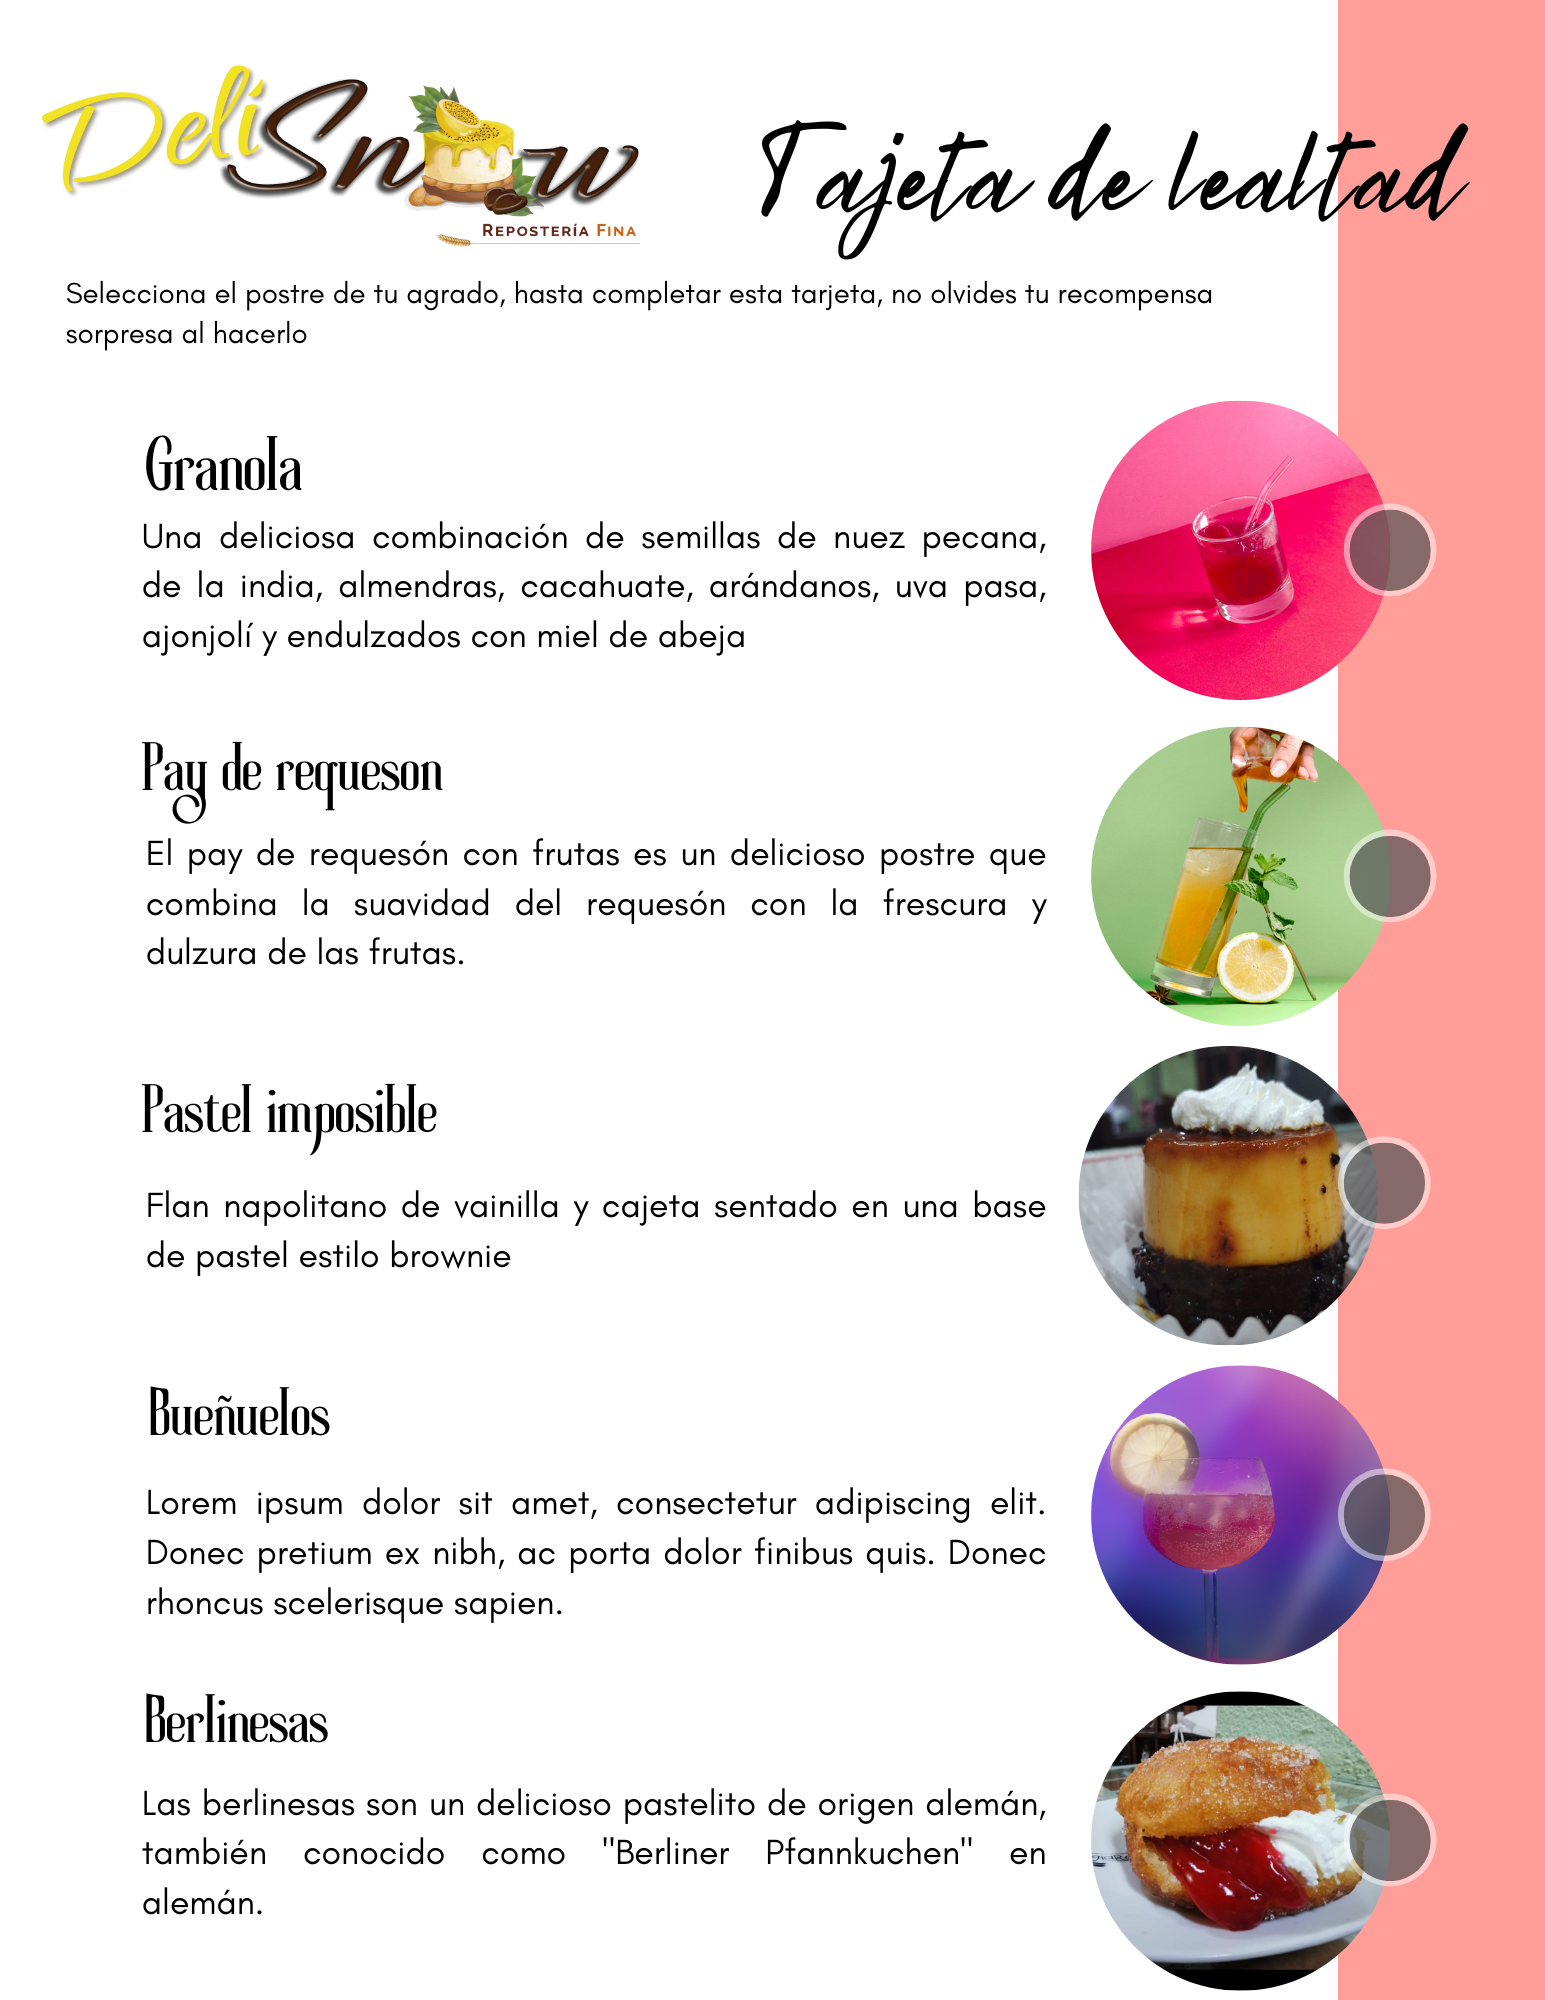 DeliSnow
REPOSTERÍA FINA
Tajeta de lealtad
Selecciona el postre de tu agrado, hasta completar esta tarjeta, no olvides tu recompensa
sorpresa al hacerlo
Granola
Una deliciosa combinación de semillas de nuez pecana,
de la india, almendras, cacahuate, arándanos, uva pasa,
ajonjolí y endulzados con miel de abeja
Pay de requeson
El pay de requesón con frutas es un delicioso postre que
combina la suavidad del requesón con la frescura y
dulzura de las frutas.
Pastel imposible
Flan napolitano de vainilla y cajeta sentado en una base
de pastel estilo brownie
Bueñuelos
Lorem ipsum dolor sit amet, consectetur adipiscing elit.
Donec pretium ex nibh, ac porta dolor finibus quis. Donec
rhoncus scelerisque sapien.
Berlinesas
Las berlinesas son un delicioso pastelito de origen alemán,
también conocido como "Berliner Pfannkuchen" en
alemán.